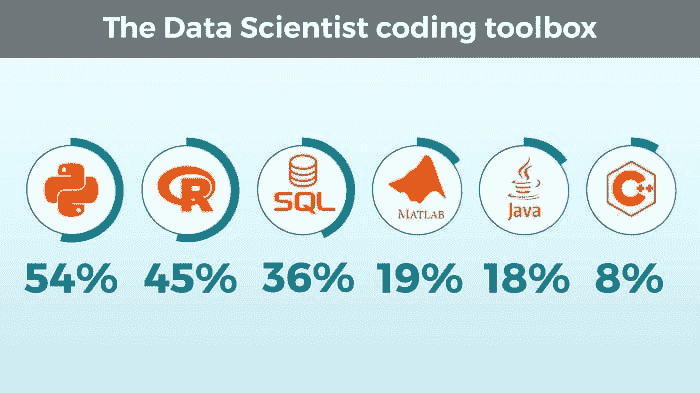 The Data Scientist coding toolbox
R
SQL
MATLAB
Java
C++
54% 45% 36% 19% 18% 8%